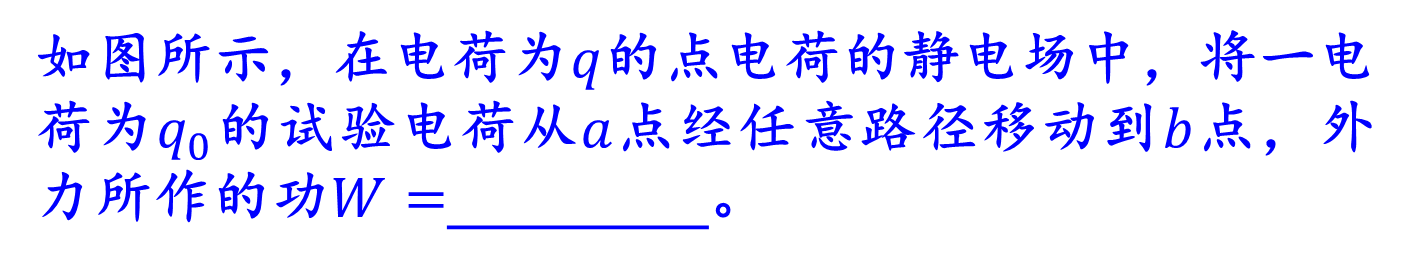 如图所示，在电荷为q的点电荷的静电场中，将一电
荷为q₀的试验电荷从a点经任意路径移动到b点，外
力所作的功W =_________。